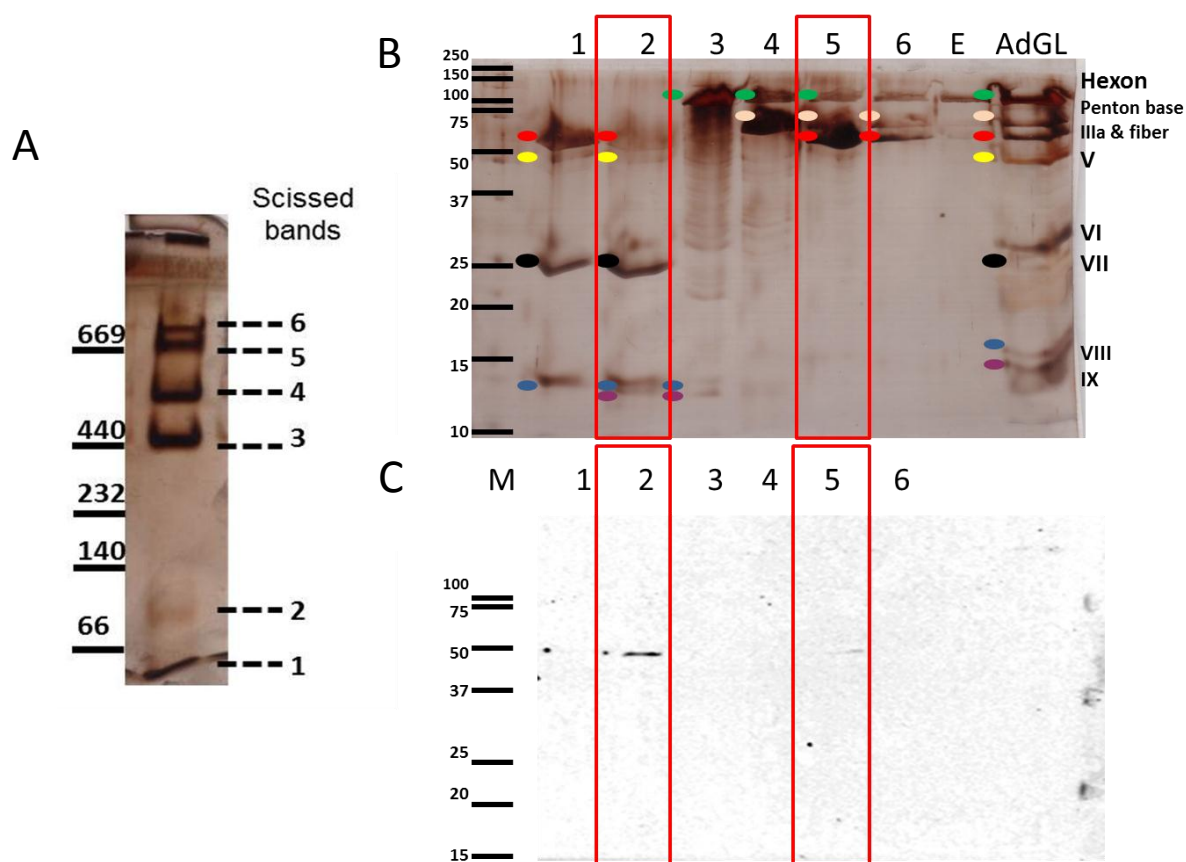 A
Scissed
bands
669
440
232
140
66
6
5
4
3
2
1
B
1 2 3 4 5 6 E AdGL
250
150
100
75
50
37
25
20
15
10
Hexon
Penton base
IIIa & fiber
V
VI
VII
VIII
IX
C
M 1 2 3 4 5 6
100
75
50
37
25
20
15